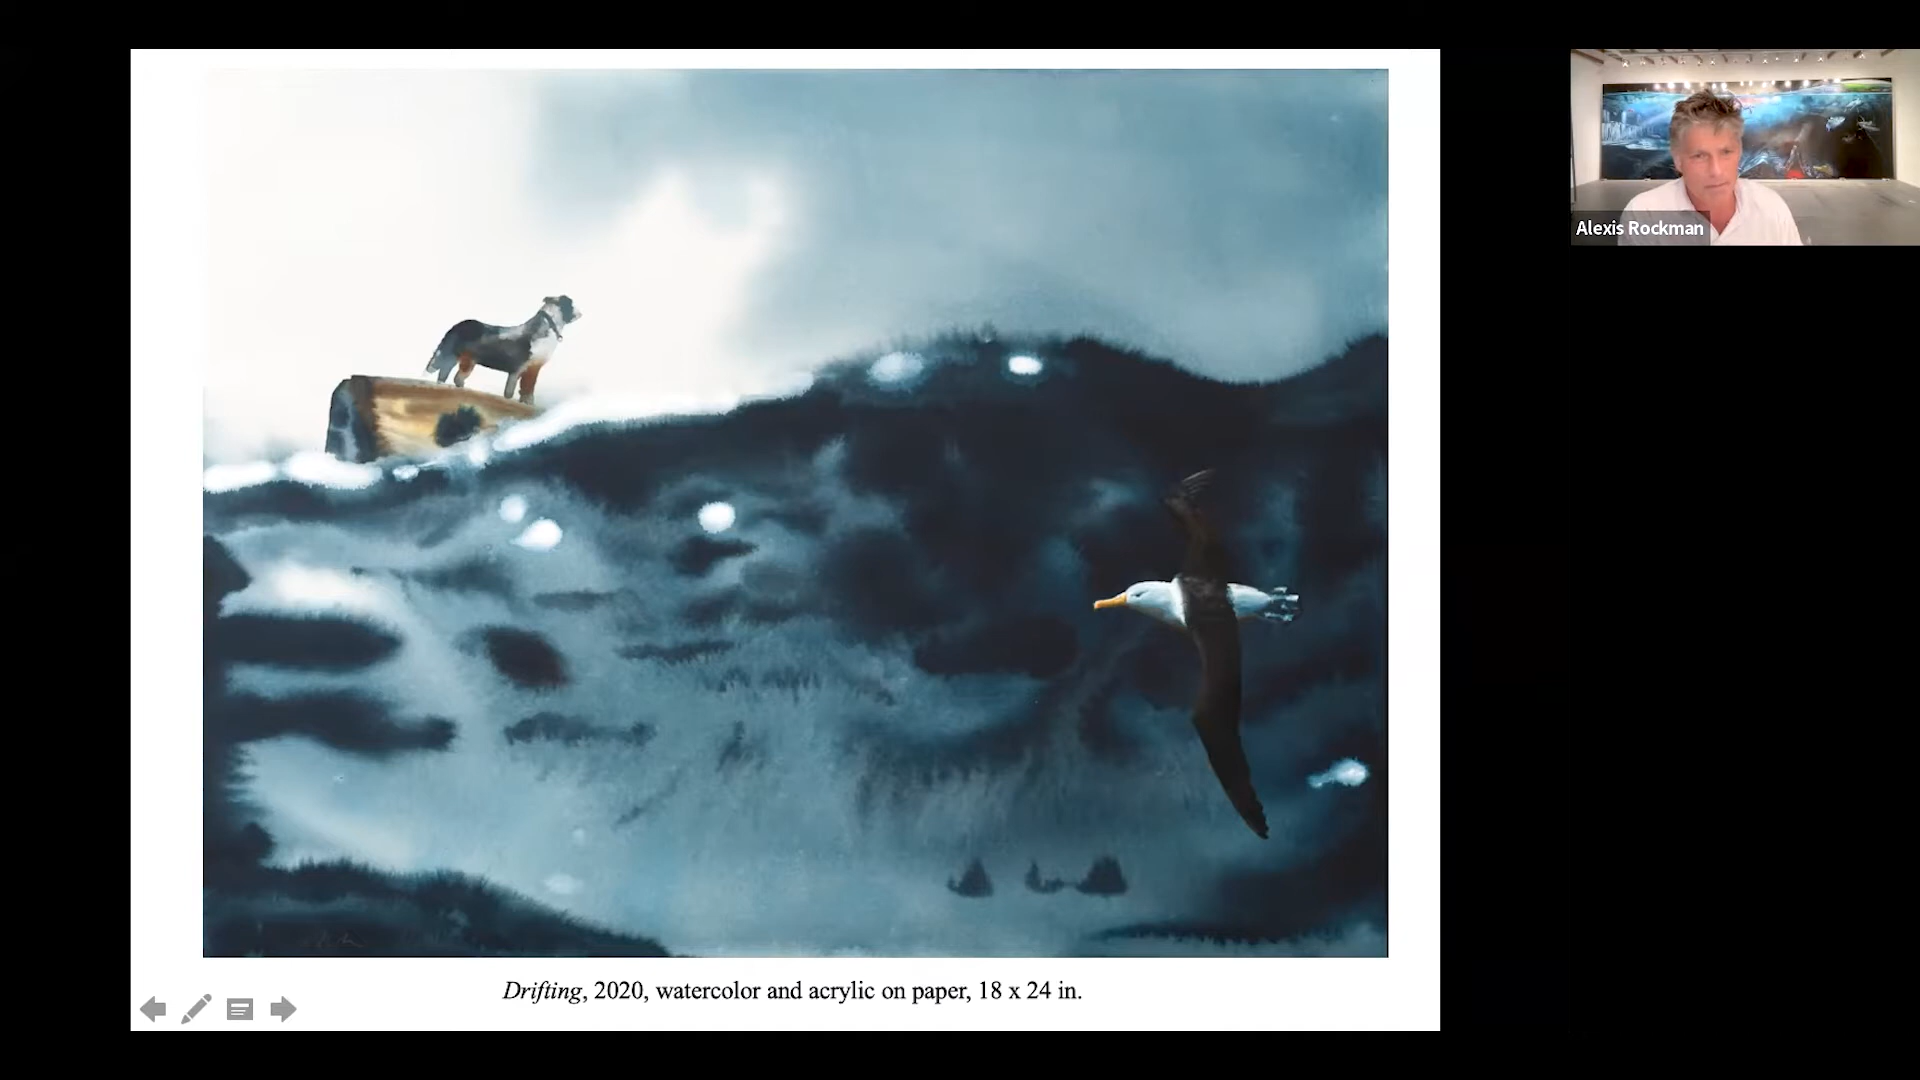 Alexis Rockman
Drifting, 2020, watercolor and acrylic on paper, 18 x 24 in.